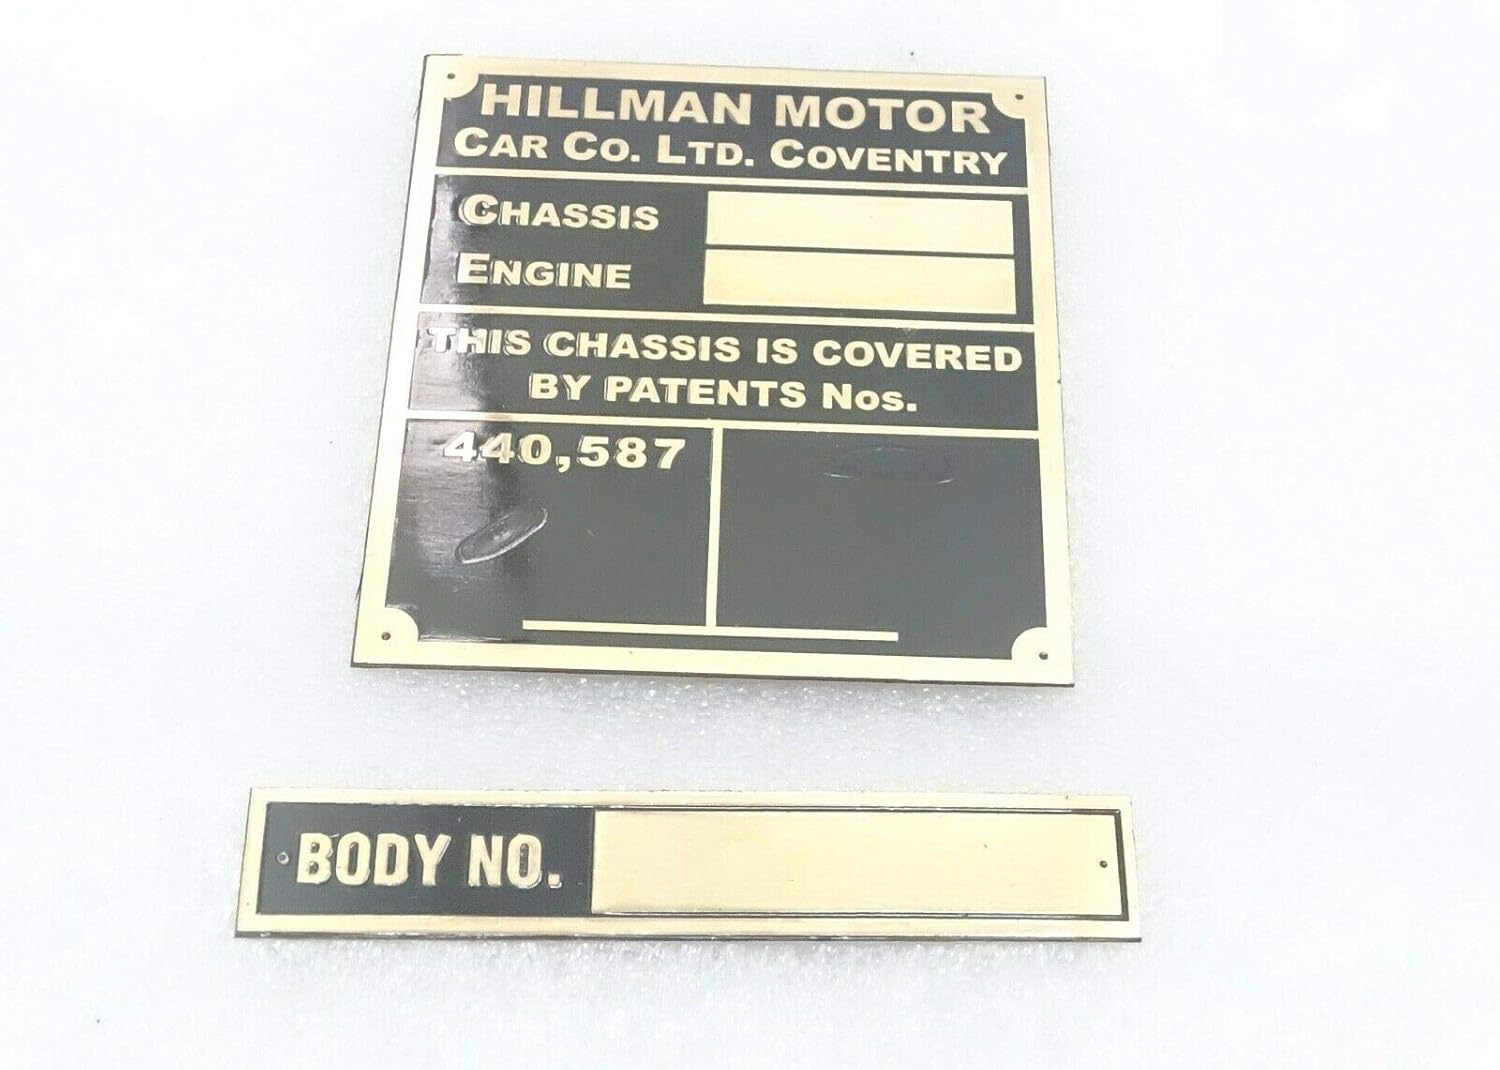 HILLMAN MOTOR
CAR CO. LTD. COVENTRY
CHASSIS
ENGINE
THIS CHASSIS IS COVERED
BY PATENTS Nos.
440,587
BODY NO.